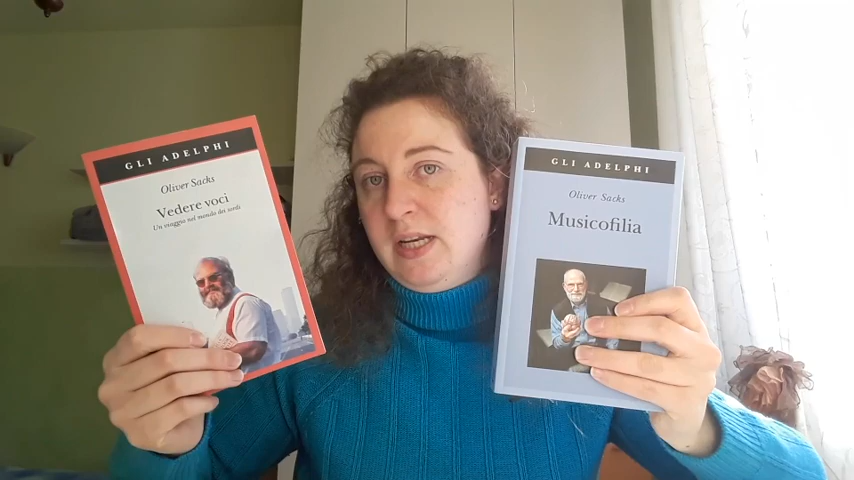 GLI ADELPHI
Oliver Sacks
Vedere voci
Un viaggio nel mondo dei sordi
GLI ADELPHI
Oliver Sacks
Musicofilia